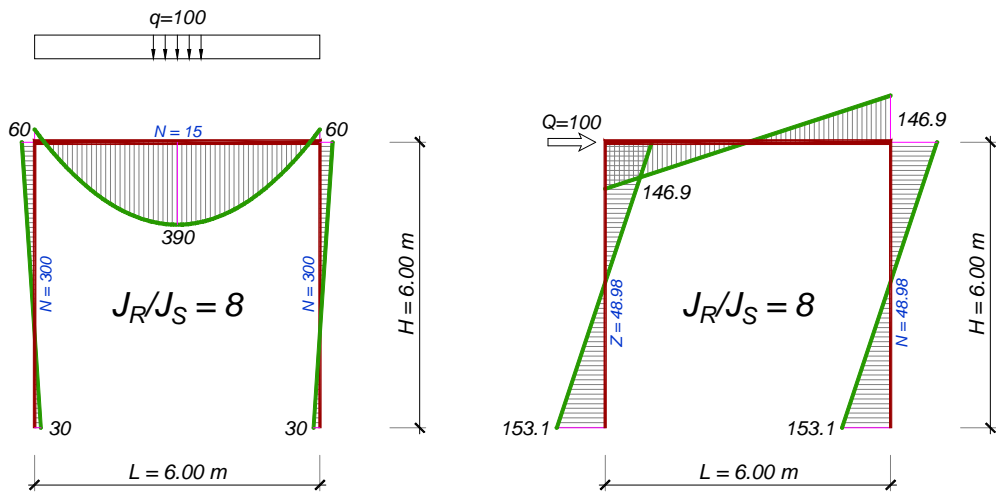 q=100
60
N = 15
60
390
N = 300
N = 300
J_R/J_S = 8
30
30
H = 6.00 m
L = 6.00 m
Q=100
146.9
146.9
Z = 48.98
N = 48.98
J_R/J_S = 8
153.1
153.1
H = 6.00 m
L = 6.00 m